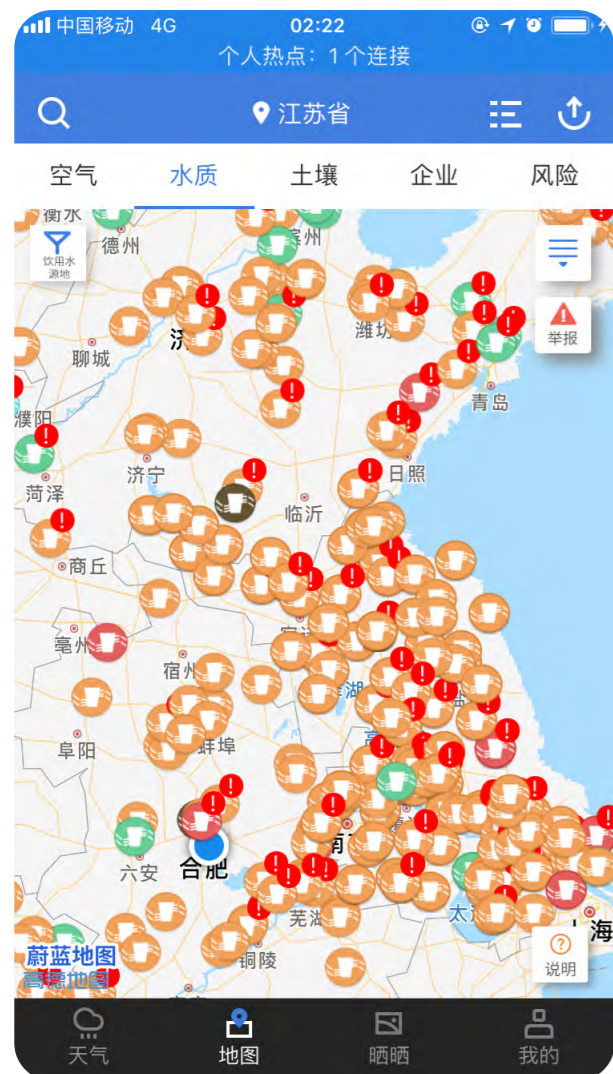 中国移动 4G 02:22
个人热点：1个连接
江苏省
空气 水质 土壤 企业 风险
衡水
德州
滨州
饮用水
源地
潍坊
举报
聊城
青岛
濮阳
济宁
日照
菏泽
临沂
商丘
亳州
宿州
阜阳
蚌埠
六安
合肥
芜湖
太
海
铜陵
蔚蓝地图
高德地图
说明
天气 地图 晒晒 我的